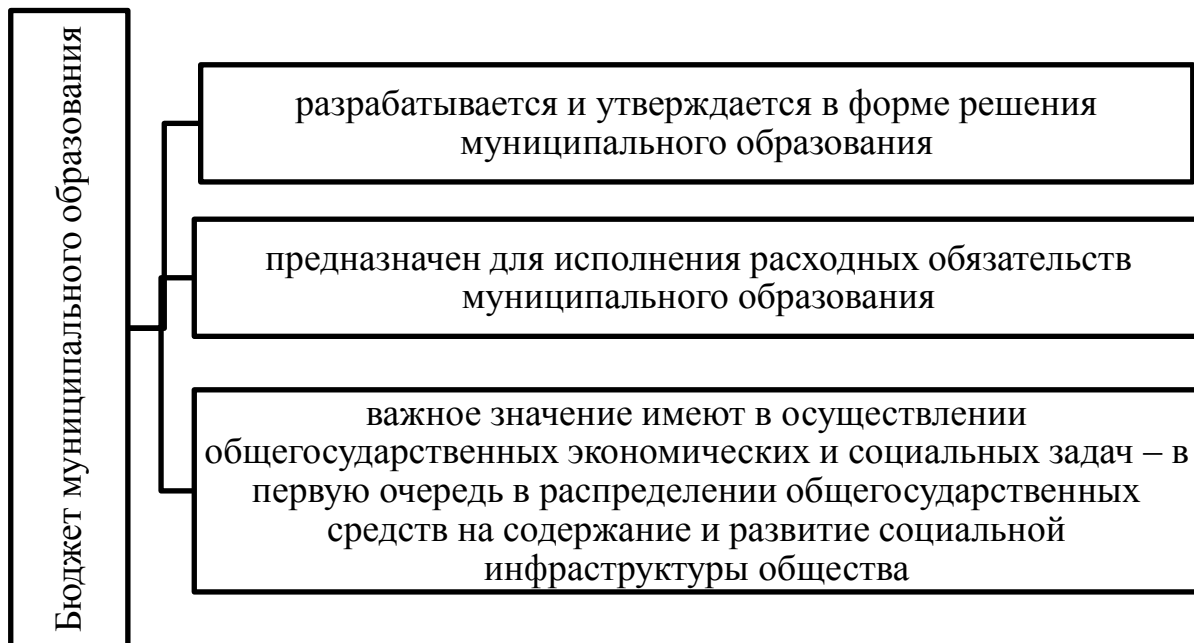 Бюджет муниципального образования
разрабатывается и утверждается в форме решения
муниципального образования
предназначен для исполнения расходных обязательств
муниципального образования
важное значение имеют в осуществлении
общегосударственных экономических и социальных задач – в
первую очередь в распределении общегосударственных
средств на содержание и развитие социальной
инфраструктуры общества